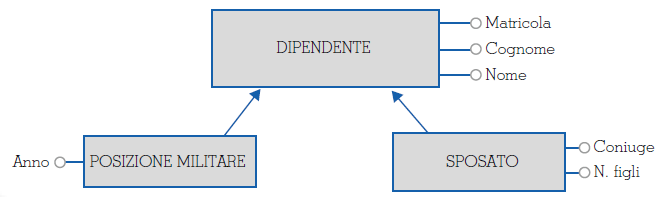 DIPENDENTE
Matricola
Cognome
Nome
Anno
POSIZIONE MILITARE
SPOSATO
Coniuge
N. figli